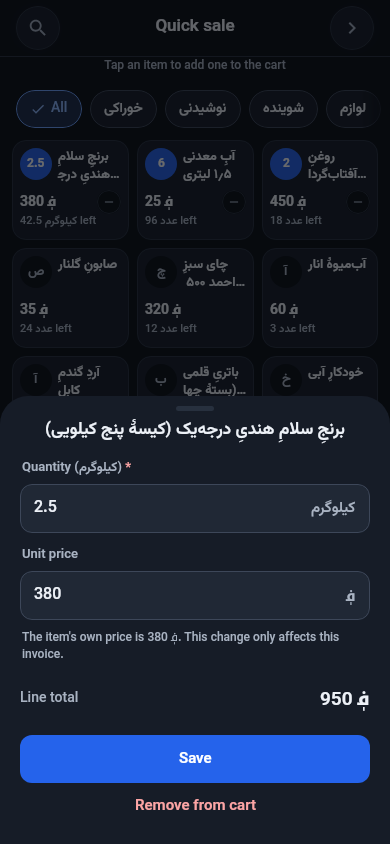 Quick sale
Tap an item to add one to the cart
All
خوراکی
نوشیدنی
شوینده
لوازم
2.5
برنجِ سلامِ
هندیِ درج…
380 ؋
42.5 کیلوگرم left
6
آبِ معدنی
۱٫۵ لیتری
25 ؋
96 عدد left
2
روغنِ
آفتاب‌گردا…
450 ؋
18 عدد left
ص
صابونِ گلنار
35 ؋
24 عدد left
چ
چای سبزِ
احمد ۵۰۰…
320 ؋
12 عدد left
آ
آب‌میوهٔ انار
60 ؋
3 عدد left
آ
آردِ گندمِ
کابل
ب
باتریِ قلمی
(بستهٔ چها…
خ
خودکارِ آبی
برنجِ سلامِ هندیِ درجه‌یک (کیسهٔ پنج کیلویی)
Quantity (کیلوگرم) *
2.5
کیلوگرم
Unit price
380
؋
The item's own price is 380 ؋. This change only affects this
invoice.
Line total
950 ؋
Save
Remove from cart